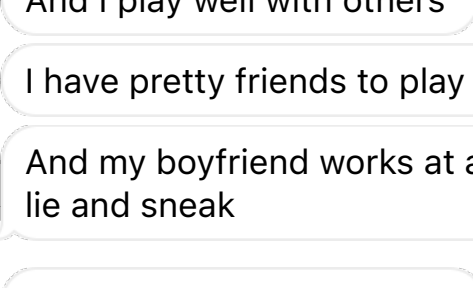 And I play well with others
I have pretty friends to play
And my boyfriend works at a
lie and sneak